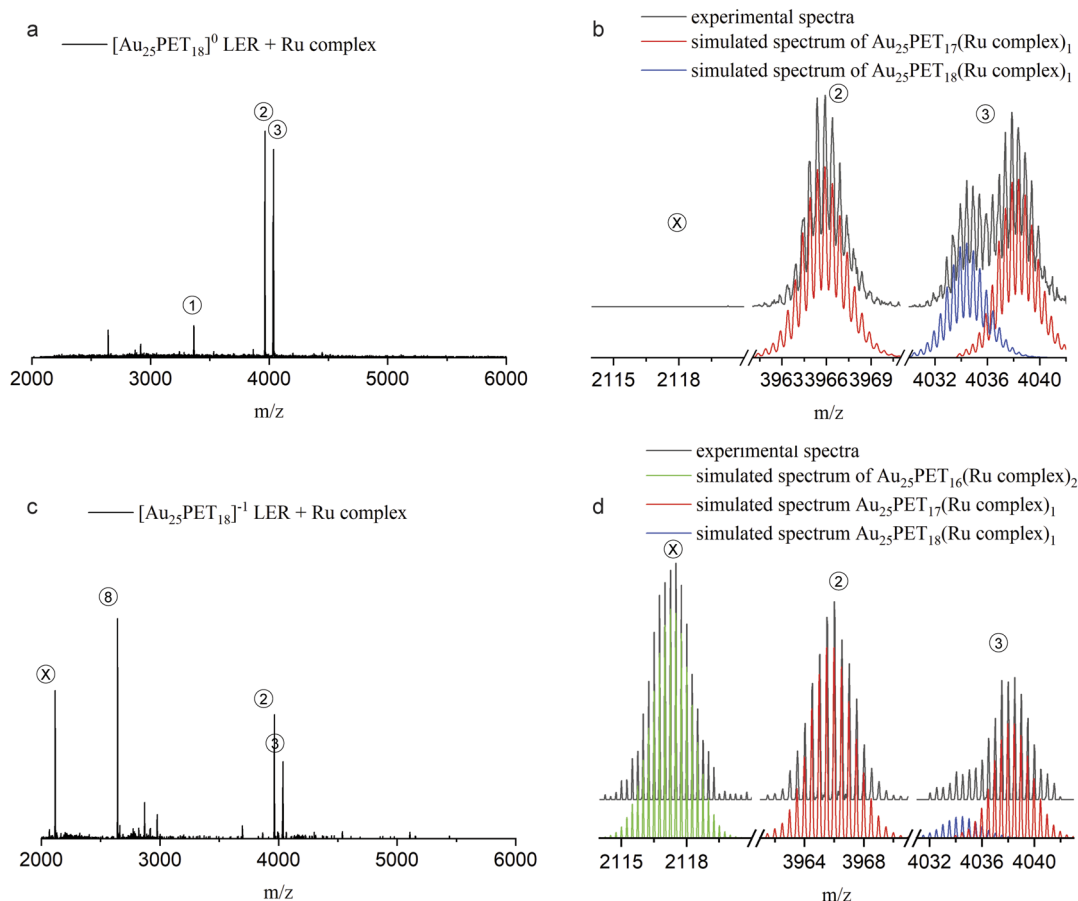 a
[Au₂₅PET₁₈]⁰ LER + Ru complex
①
②
③
2000 3000 4000 5000 6000
m/z
b
experimental spectra
simulated spectrum of Au₂₅PET₁₇(Ru complex)₁
simulated spectrum of Au₂₅PET₁₈(Ru complex)₁
Ⓧ
②
③
2115 2118 3963 3966 3969 4032 4036 4040
m/z
c
[Au₂₅PET₁₈]⁻¹ LER + Ru complex
Ⓧ
⑧
②
③
2000 3000 4000 5000 6000
m/z
experimental spectra
simulated spectrum of Au₂₅PET₁₆(Ru complex)₂
d
simulated spectrum Au₂₅PET₁₇(Ru complex)₁
simulated spectrum Au₂₅PET₁₈(Ru complex)₁
Ⓧ
②
③
2115 2118 3964 3968 4032 4036 4040
m/z